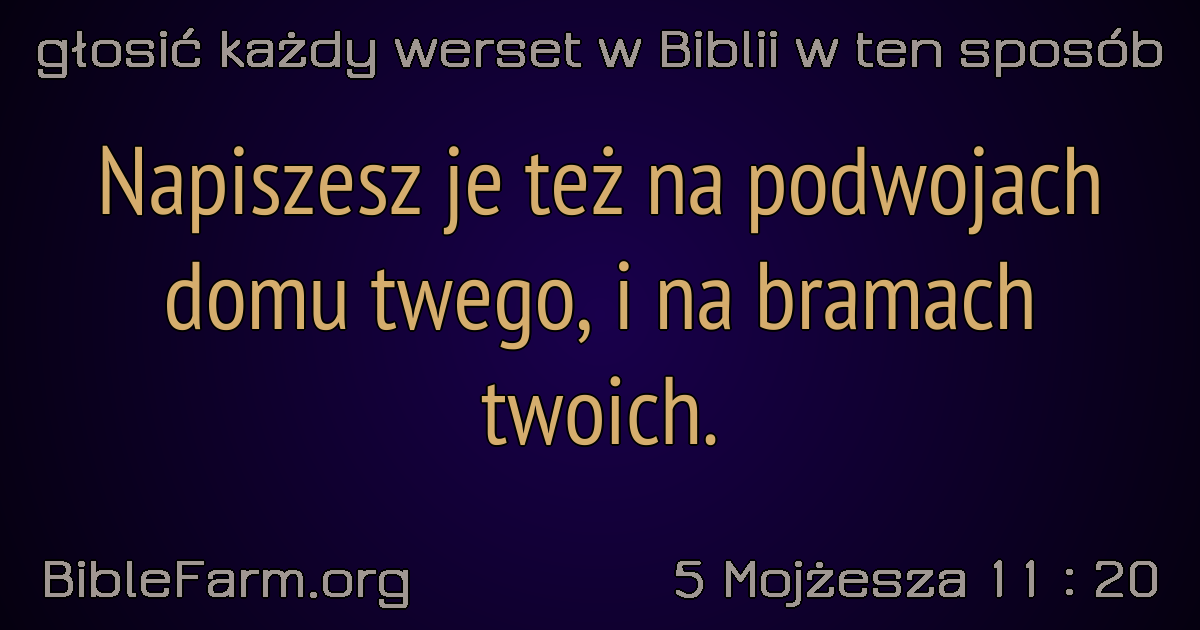 głosić każdy werset w Biblii w ten sposób
Napiszesz je też na podwojach
domu twego, i na bramach
twoich.
BibleFarm.org
5 Mojżesza 11 : 20